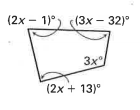 (2x − 1)° (3x − 32)°
3x°
(2x + 13)°